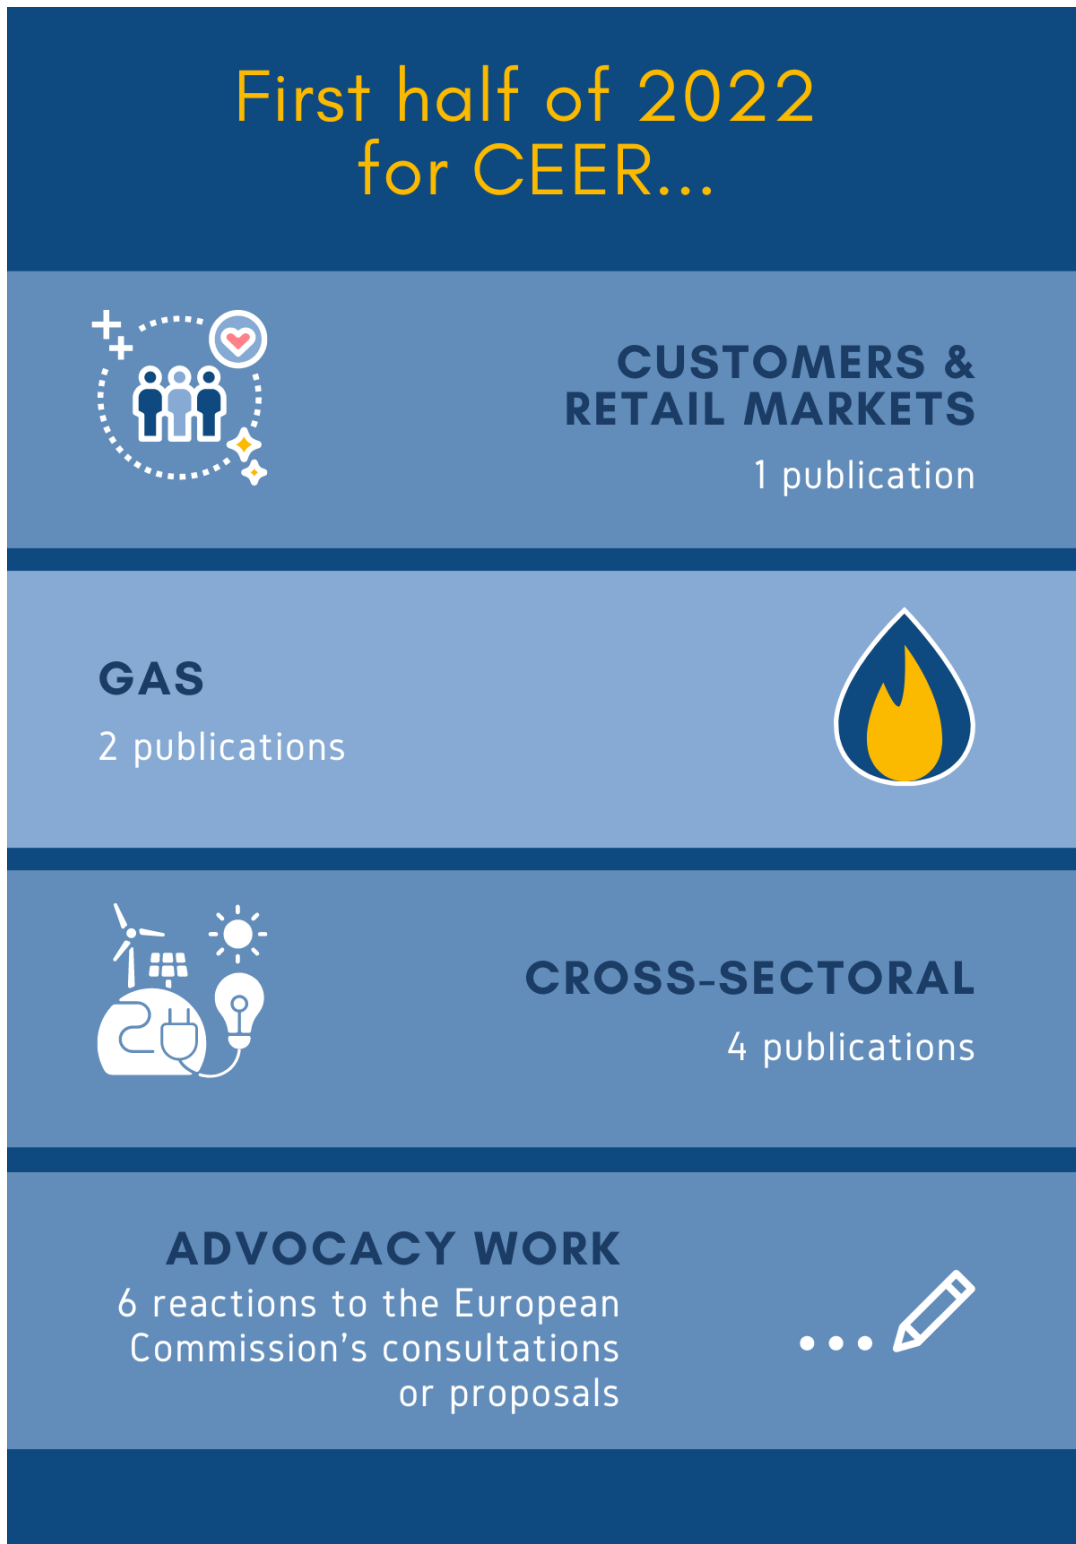 First half of 2022
for CEER...
CUSTOMERS &
RETAIL MARKETS
1 publication
GAS
2 publications
CROSS-SECTORAL
4 publications
ADVOCACY WORK
6 reactions to the European
Commission's consultations
or proposals